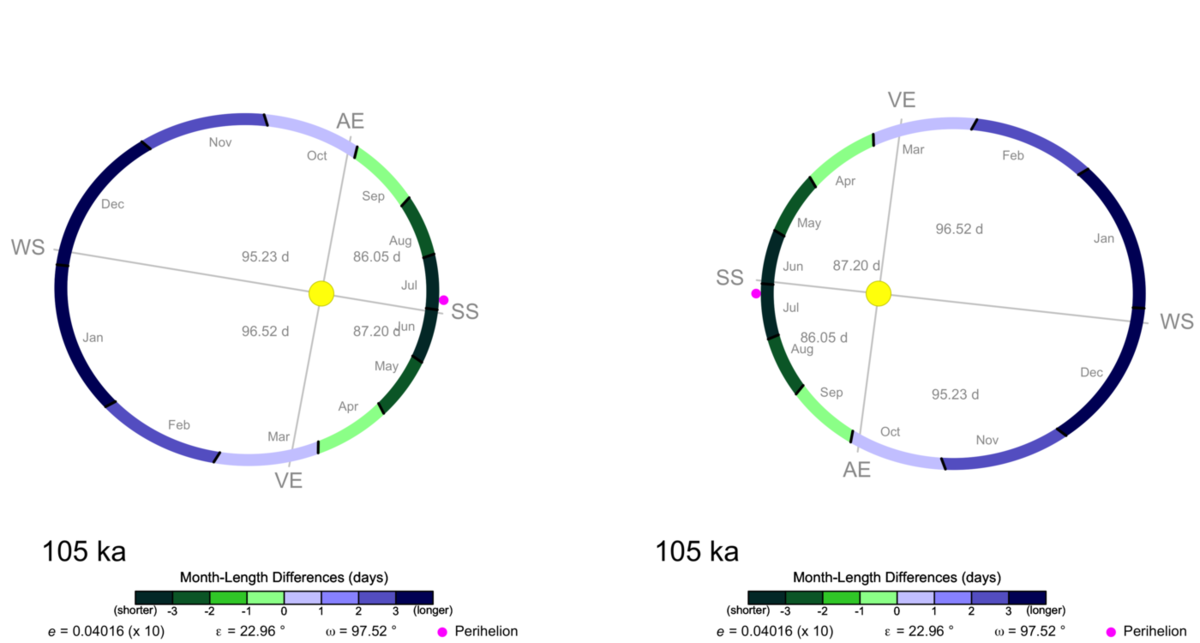 AE
Nov
Oct
Sep
Dec
WS
95.23 d
86.05 d
Aug
Jul
SS
96.52 d
87.20 d
Jun
Jan
May
Apr
Feb
Mar
VE
105 ka
Month-Length Differences (days)
(shorter) -3 -2 -1 0 1 2 3 (longer)
e = 0.04016 (x 10) ε = 22.96 ° ω = 97.52 ° Perihelion
VE
Mar
Feb
Apr
May
96.52 d
Jan
87.20 d
Jun
SS
Jul
WS
86.05 d
Aug
Dec
Sep
95.23 d
Oct
Nov
AE
105 ka
Month-Length Differences (days)
(shorter) -3 -2 -1 0 1 2 3 (longer)
e = 0.04016 (x 10) ε = 22.96 ° ω = 97.52 ° Perihelion